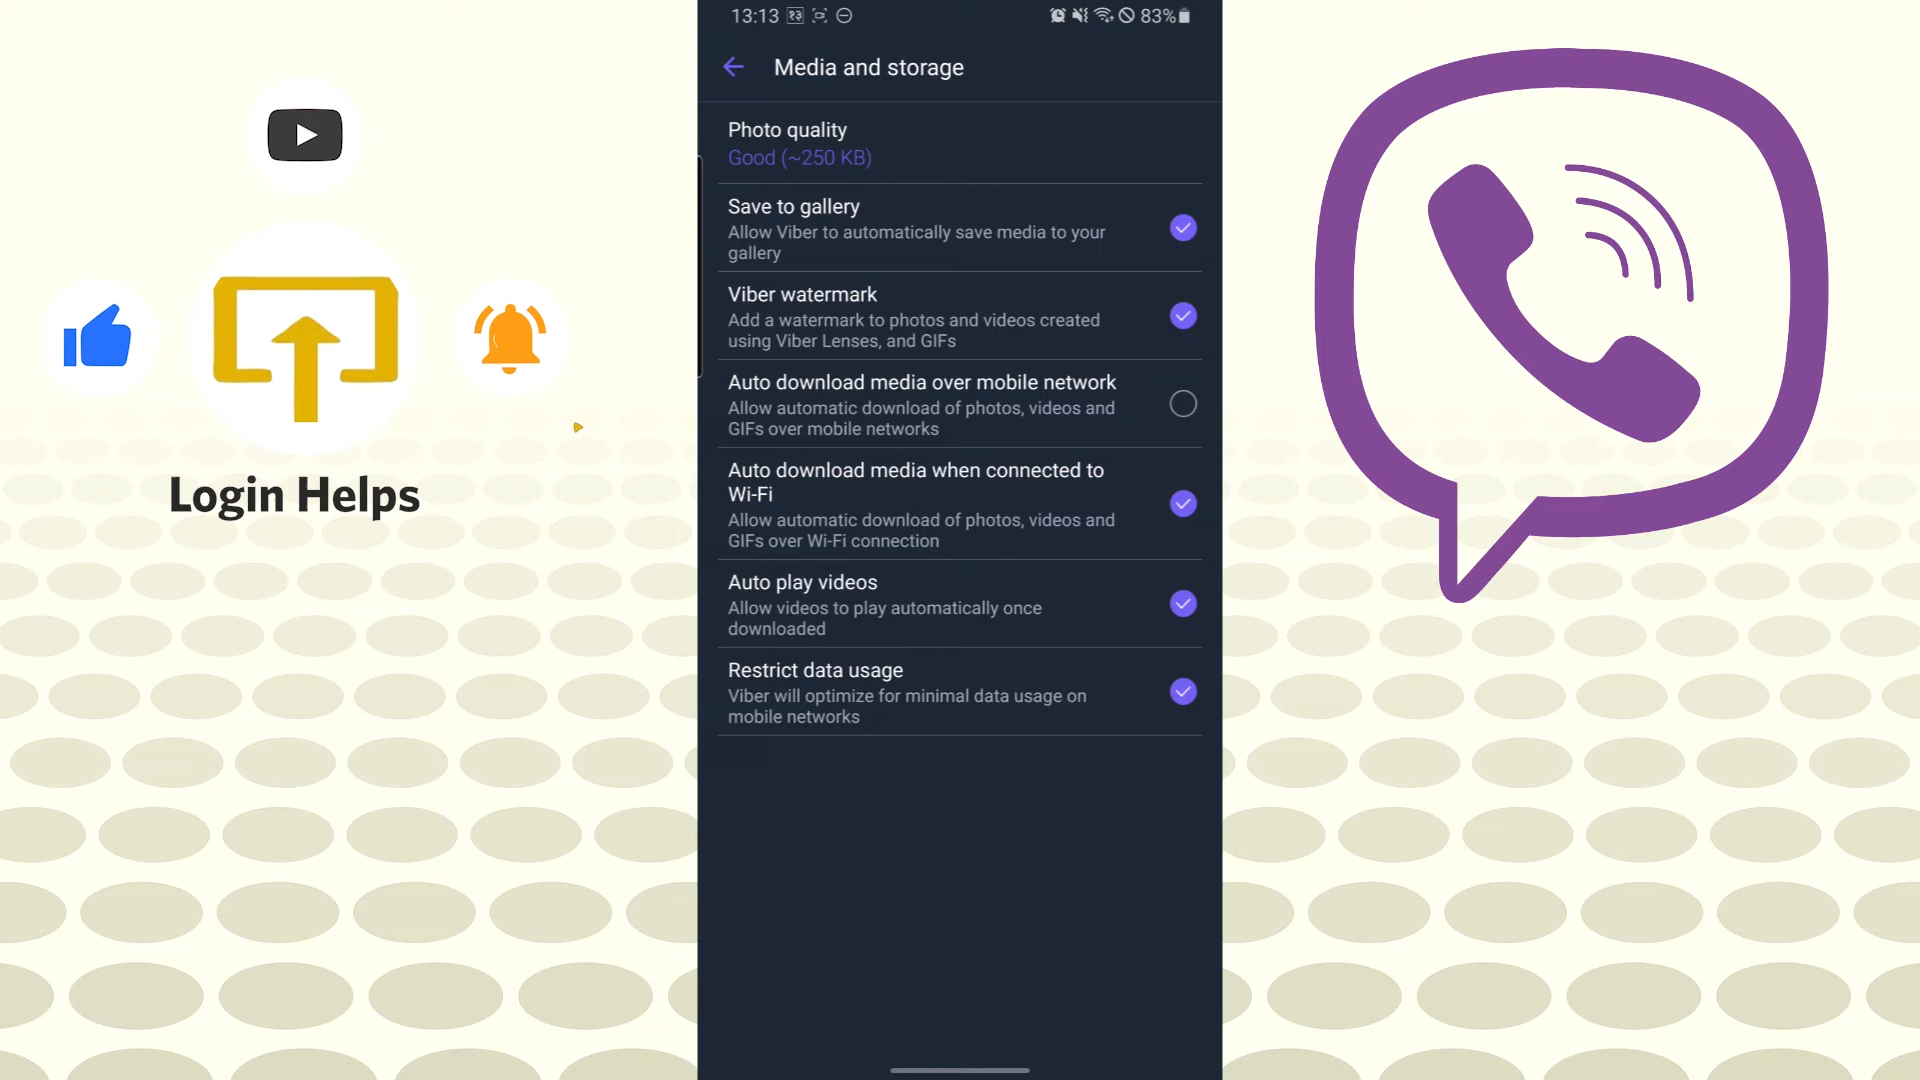 13:13 83%
Media and storage
Photo quality
Good (~250 KB)
Save to gallery
Allow Viber to automatically save media to your
gallery
Viber watermark
Add a watermark to photos and videos created
using Viber Lenses, and GIFs
Auto download media over mobile network
Allow automatic download of photos, videos and
GIFs over mobile networks
Auto download media when connected to
Wi-Fi
Allow automatic download of photos, videos and
GIFs over Wi-Fi connection
Auto play videos
Allow videos to play automatically once
downloaded
Restrict data usage
Viber will optimize for minimal data usage on
mobile networks
Login Helps